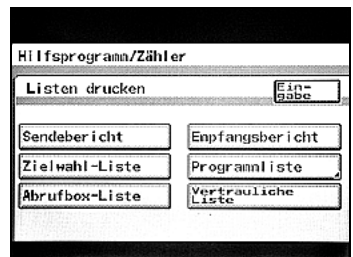 Hilfsprogramm/Zähler
Listen drucken
Ein-
gabe
Sendebericht
Empfangsbericht
Zielwahl-Liste
Programmliste
Abrufbox-Liste
Vertrauliche
Liste